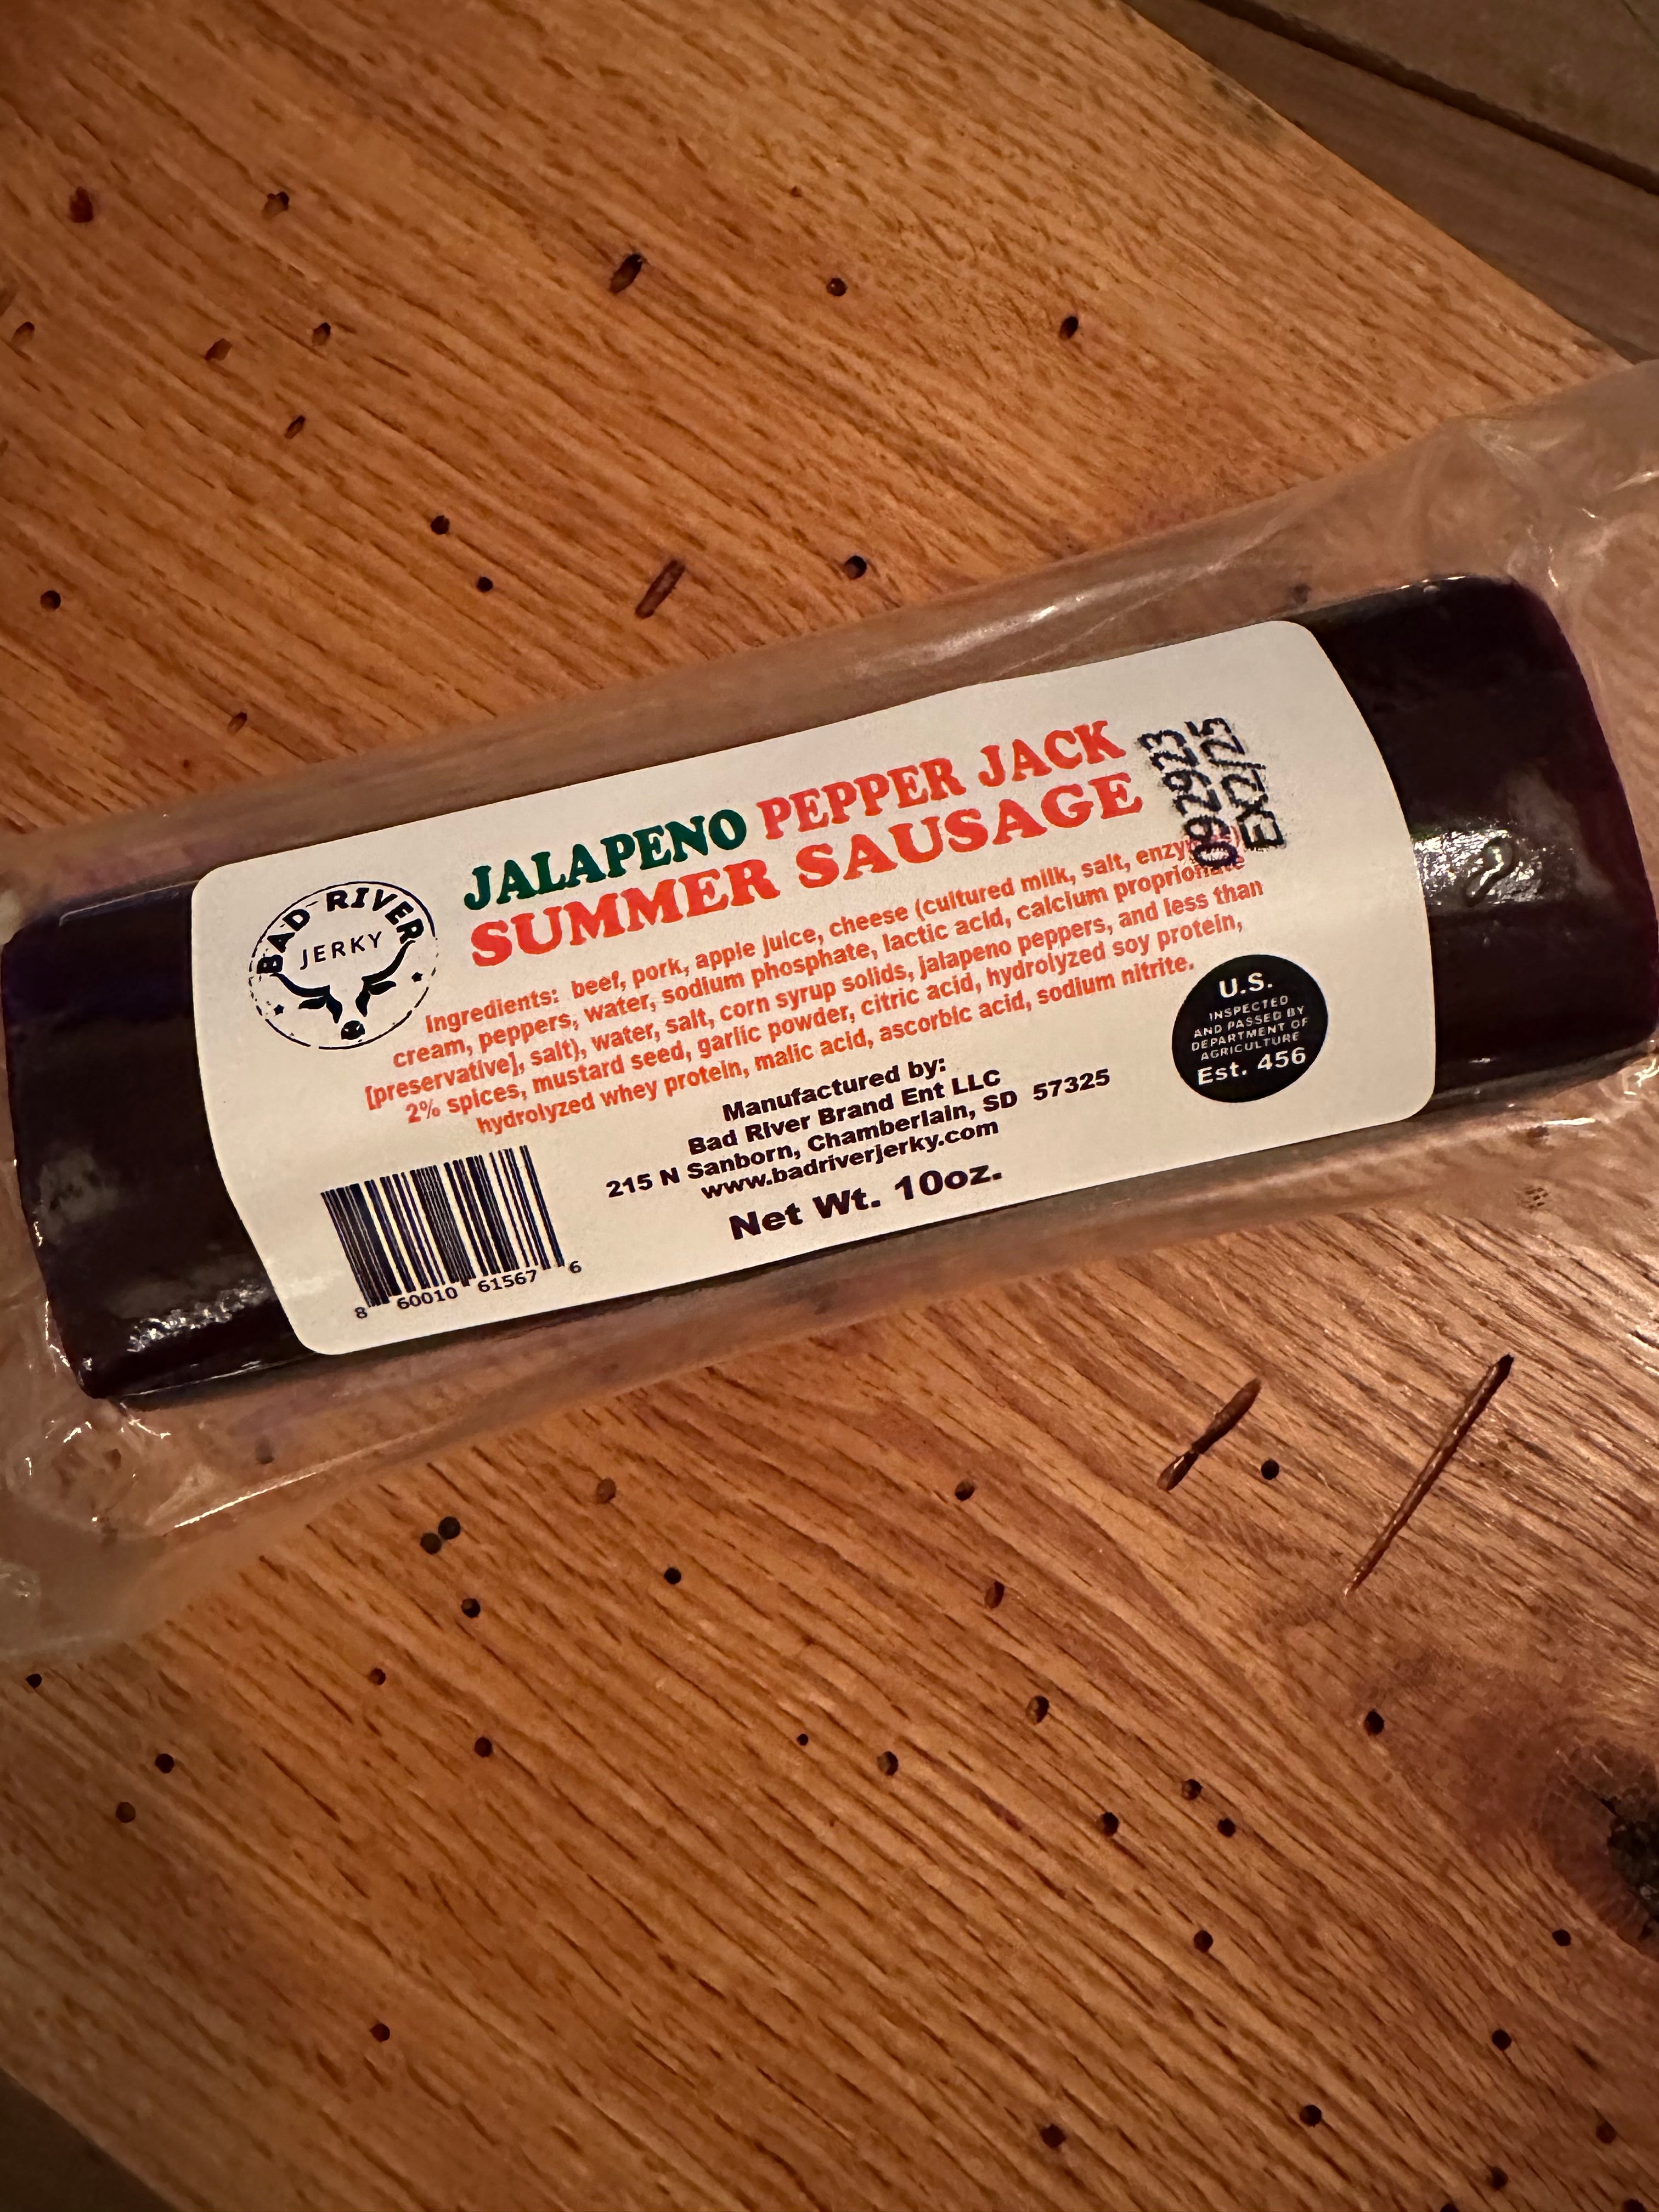 BAD RIVER
JERKY
JALAPENO PEPPER JACK
SUMMER SAUSAGE
092923
EX2/25
Ingredients: beef, pork, apple juice, cheese (cultured milk, salt,
cream, peppers, water, sodium phosphate, lactic acid, calcium
[preservative], salt), water, salt, corn syrup solids, jalapeno peppers, and less than
2% spices, mustard seed, garlic powder, citric acid, hydrolyzed soy protein,
hydrolyzed whey protein, malic acid, ascorbic acid, sodium nitrite.
U.S.
INSPECTED
AND PASSED BY
DEPARTMENT OF
AGRICULTURE
Est. 456
Manufactured by:
Bad River Brand Ent LLC
215 N Sanborn, Chamberlain, SD 57325
www.badriverjerky.com
Net Wt. 10oz.
8 60010 61567 6